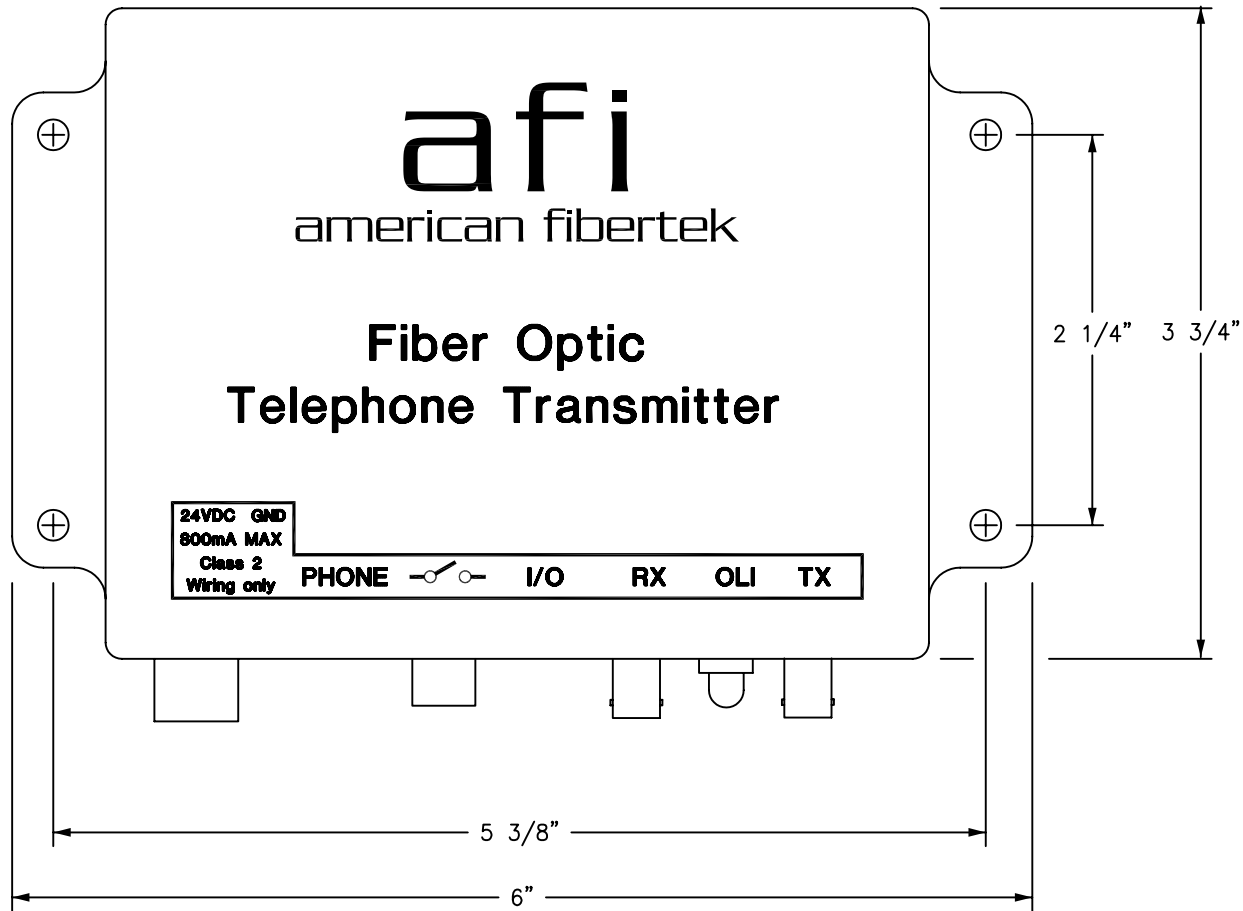 afi
american fibertek
Fiber Optic
Telephone Transmitter
2 1/4” 3 3/4”
24VDC GND
800mA MAX
Class 2
Wiring only
PHONE I/O RX OLI TX
5 3/8”
6”